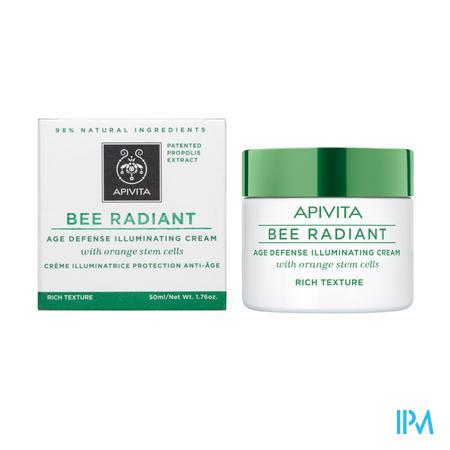 98% NATURAL INGREDIENTS
PATENTED
PROPOLIS
EXTRACT
APIVITA
BEE RADIANT
AGE DEFENSE ILLUMINATING CREAM
with orange stem cells
CRÈME ILLUMINATRICE PROTECTION ANTI-ÂGE
RICH TEXTURE
50ml/Net Wt. 1.76oz.
APIVITA
BEE RADIANT
AGE DEFENSE ILLUMINATING CREAM
with orange stem cells
RICH TEXTURE
IPM